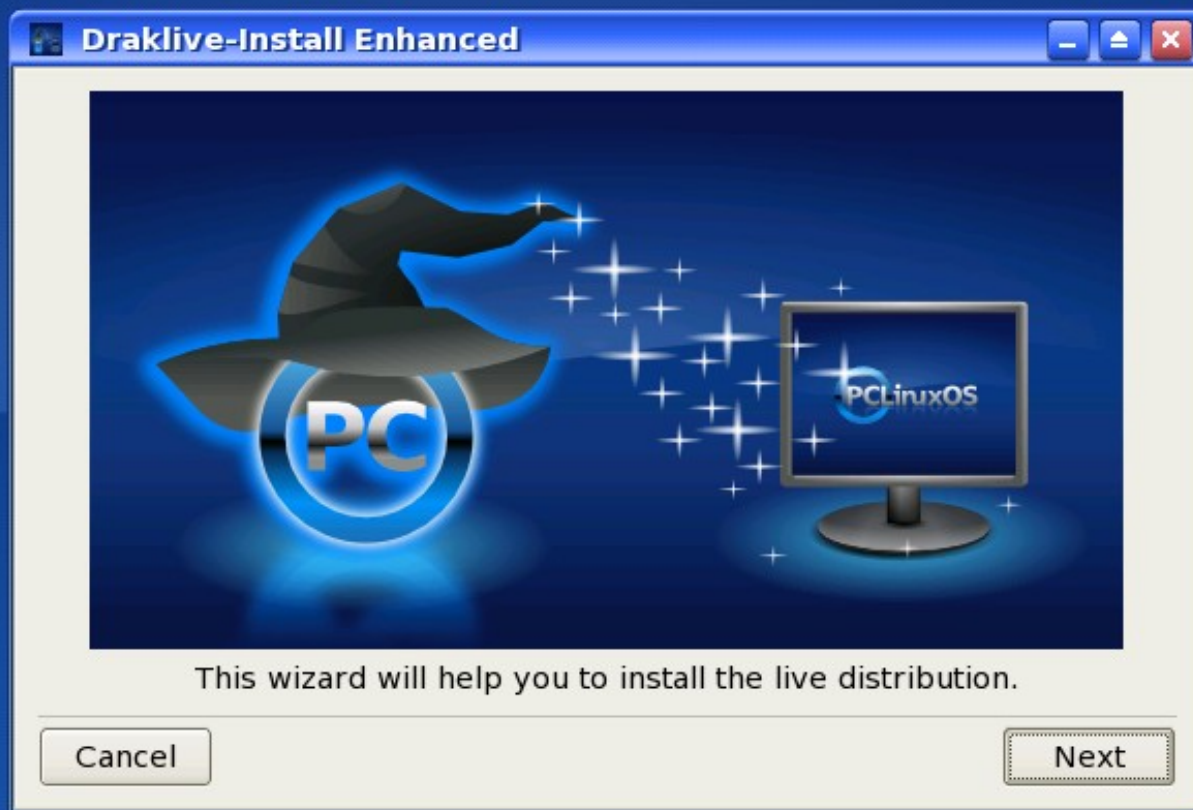 Draklive-Install Enhanced
PC
PCLinuxOS
This wizard will help you to install the live distribution.
Cancel
Next